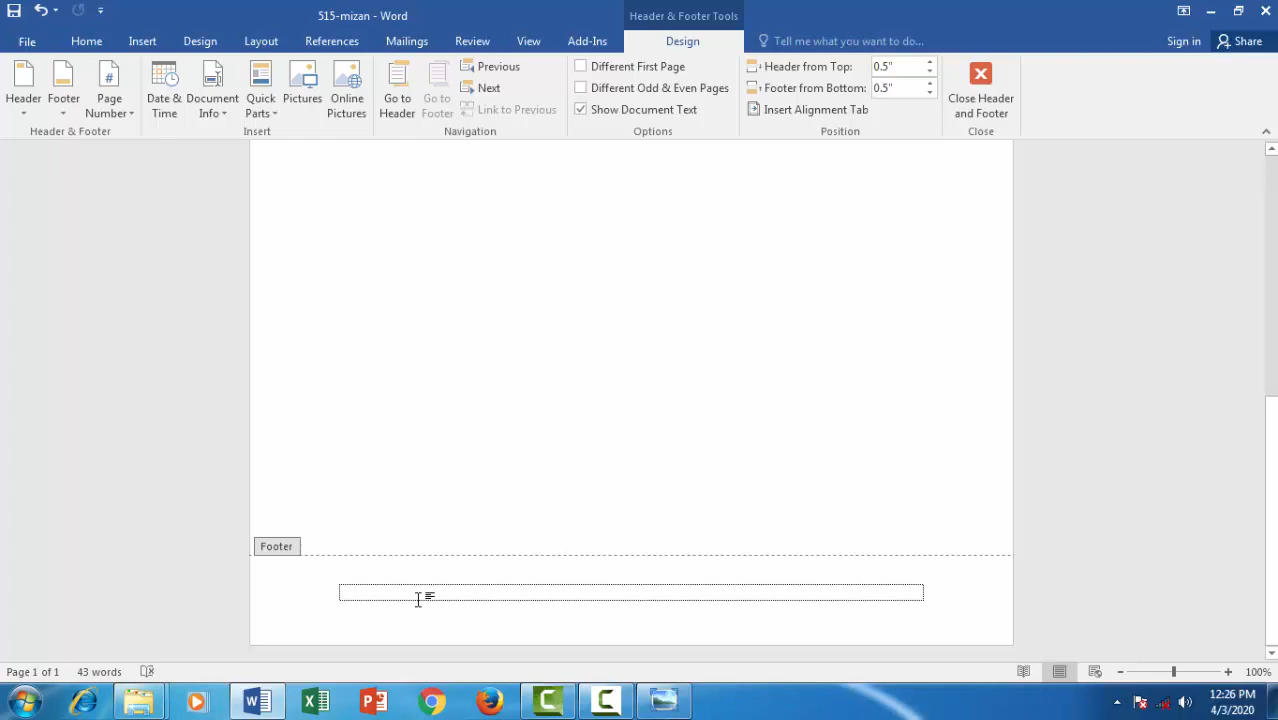 515-mizan - Word
Header & Footer Tools
File
Home
Insert
Design
Layout
References
Mailings
Review
View
Add-Ins
Design
Tell me what you want to do...
Sign in
Share
Header
Footer
Page Number
Header & Footer
Date & Time
Document Info
Quick Parts
Pictures
Online Pictures
Insert
Go to Header
Go to Footer
Previous
Next
Link to Previous
Navigation
Different First Page
Different Odd & Even Pages
Show Document Text
Options
Header from Top: 0.5"
Footer from Bottom: 0.5"
Insert Alignment Tab
Position
Close Header and Footer
Close
Footer
Page 1 of 1
43 words
100%
12:26 PM
4/3/2020